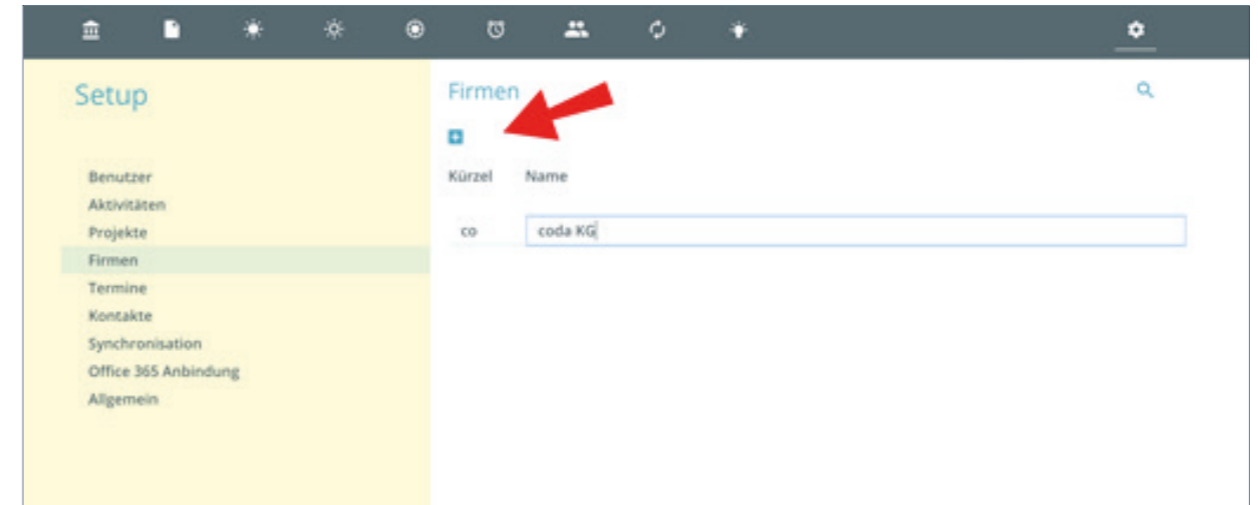 Setup
Benutzer
Aktivitäten
Projekte
Firmen
Termine
Kontakte
Synchronisation
Office 365 Anbindung
Allgemein
Firmen
Kürzel Name
co coda KG